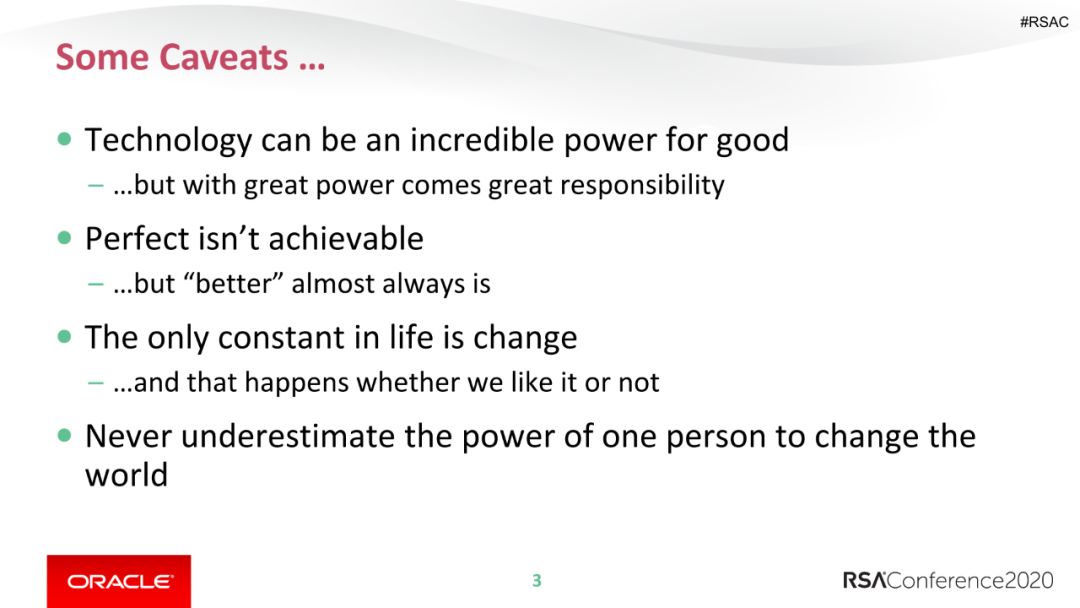 #RSAC
Some Caveats …
• Technology can be an incredible power for good
– …but with great power comes great responsibility
• Perfect isn’t achievable
– …but “better” almost always is
• The only constant in life is change
– …and that happens whether we like it or not
• Never underestimate the power of one person to change the
world
ORACLE®
3
RSAConference2020